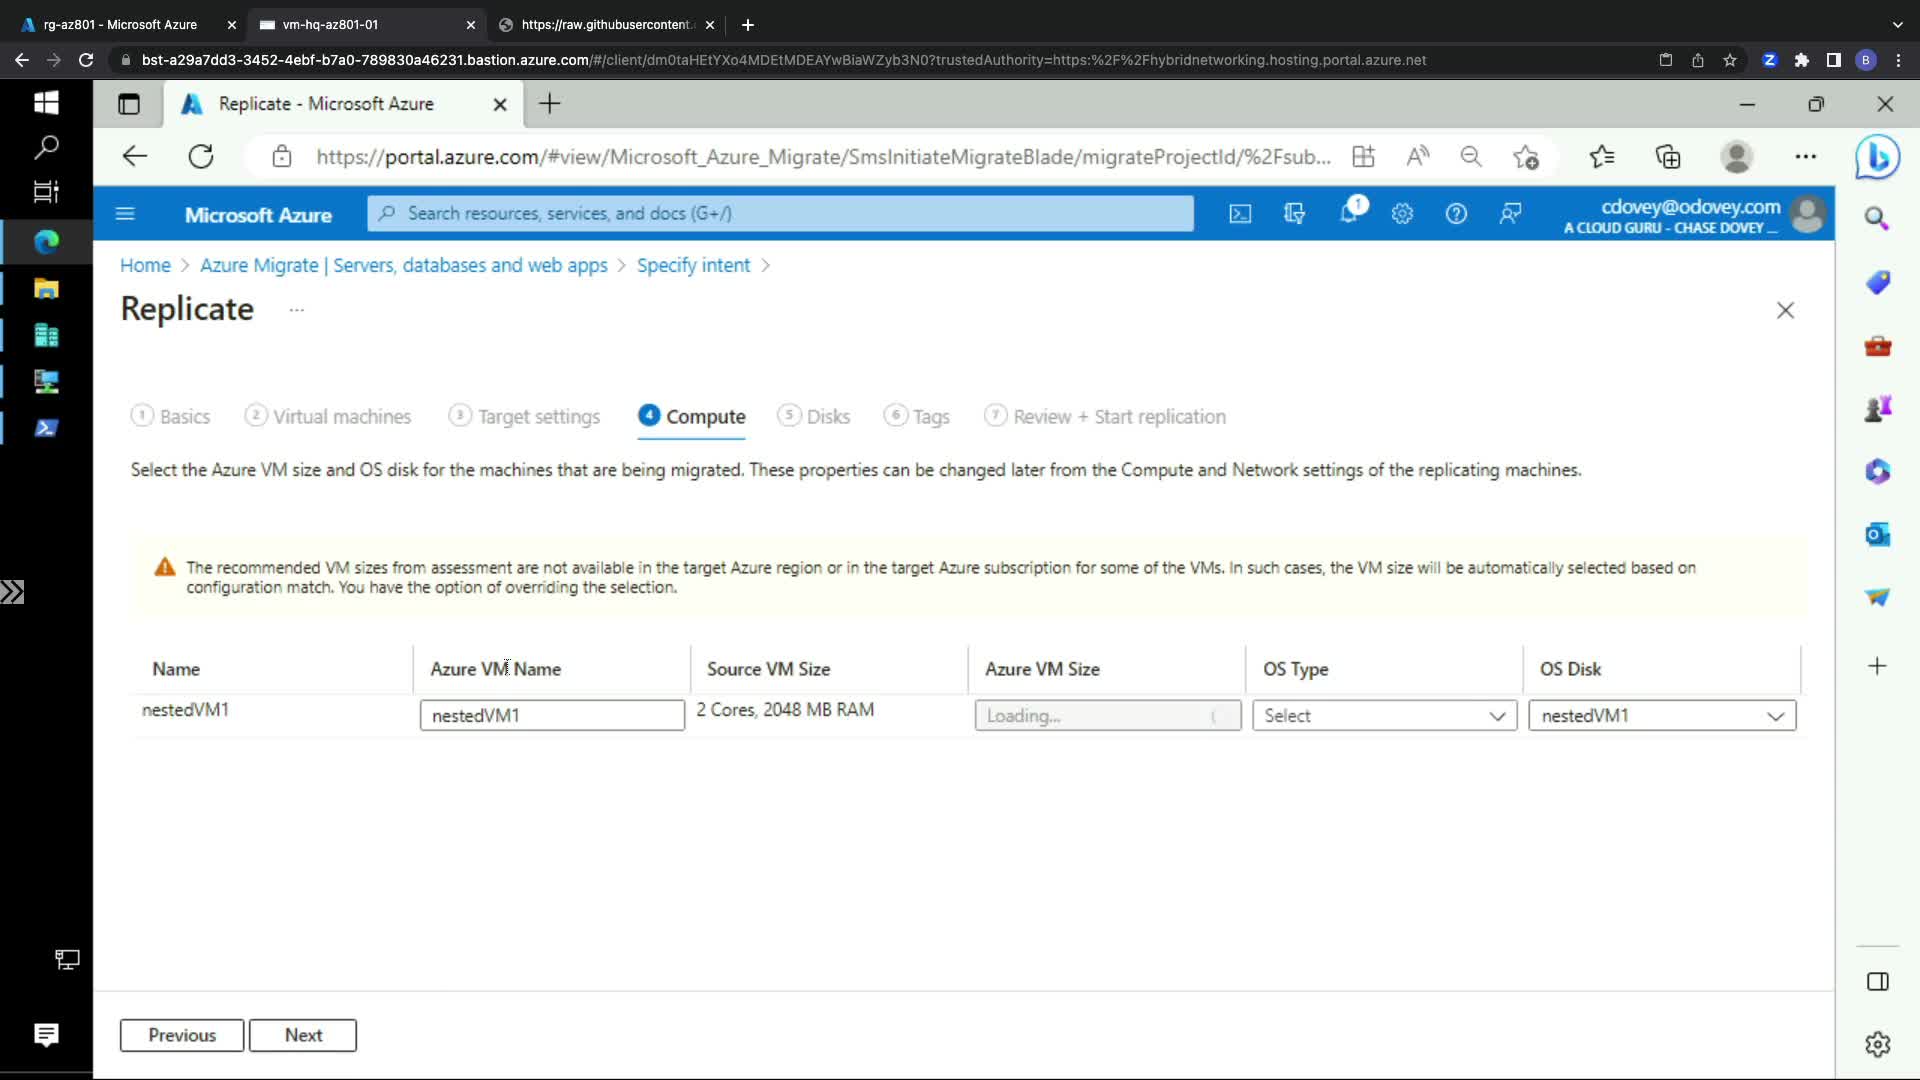 rg-az801 - Microsoft Azure
vm-hq-az801-01
https://raw.githubusercontent.
bst-a29a7dd3-3452-4ebf-b7a0-789830a46231.bastion.azure.com/#/client/dm0taHEtYXo4MDEtMDEAYwBiaWZyb3N0?trustedAuthority=https:%2F%2Fhybridnetworking.hosting.portal.azure.net
B
Replicate - Microsoft Azure
https://portal.azure.com/#view/Microsoft_Azure_Migrate/SmsInitiateMigrateBlade/migrateProjectId/%2Fsub...
Microsoft Azure
Search resources, services, and docs (G+/)
1
cdovey@odovey.com
A CLOUD GURU - CHASE DOVEY ...
Home > Azure Migrate | Servers, databases and web apps > Specify intent >
Replicate ...
1 Basics
2 Virtual machines
3 Target settings
4 Compute
5 Disks
6 Tags
7 Review + Start replication
Select the Azure VM size and OS disk for the machines that are being migrated. These properties can be changed later from the Compute and Network settings of the replicating machines.
The recommended VM sizes from assessment are not available in the target Azure region or in the target Azure subscription for some of the VMs. In such cases, the VM size will be automatically selected based on
configuration match. You have the option of overriding the selection.
Name Azure VM Name Source VM Size Azure VM Size OS Type OS Disk
nestedVM1 nestedVM1 2 Cores, 2048 MB RAM Loading... Select nestedVM1
Previous Next